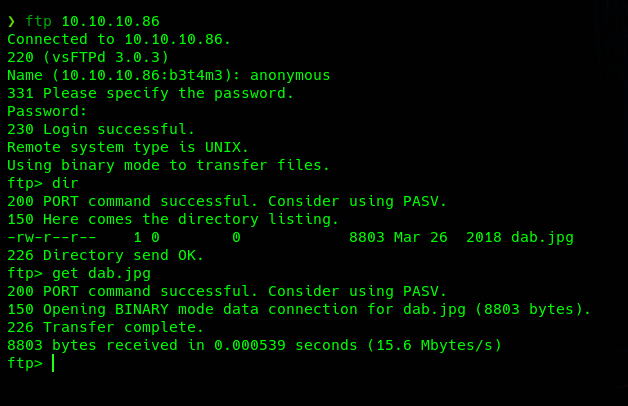 ❯ ftp 10.10.10.86
Connected to 10.10.10.86.
220 (vsFTPd 3.0.3)
Name (10.10.10.86:b3t4m3): anonymous
331 Please specify the password.
Password:
230 Login successful.
Remote system type is UNIX.
Using binary mode to transfer files.
ftp> dir
200 PORT command successful. Consider using PASV.
150 Here comes the directory listing.
-rw-r--r--    1 0        0            8803 Mar 26  2018 dab.jpg
226 Directory send OK.
ftp> get dab.jpg
200 PORT command successful. Consider using PASV.
150 Opening BINARY mode data connection for dab.jpg (8803 bytes).
226 Transfer complete.
8803 bytes received in 0.000539 seconds (15.6 Mbytes/s)
ftp>